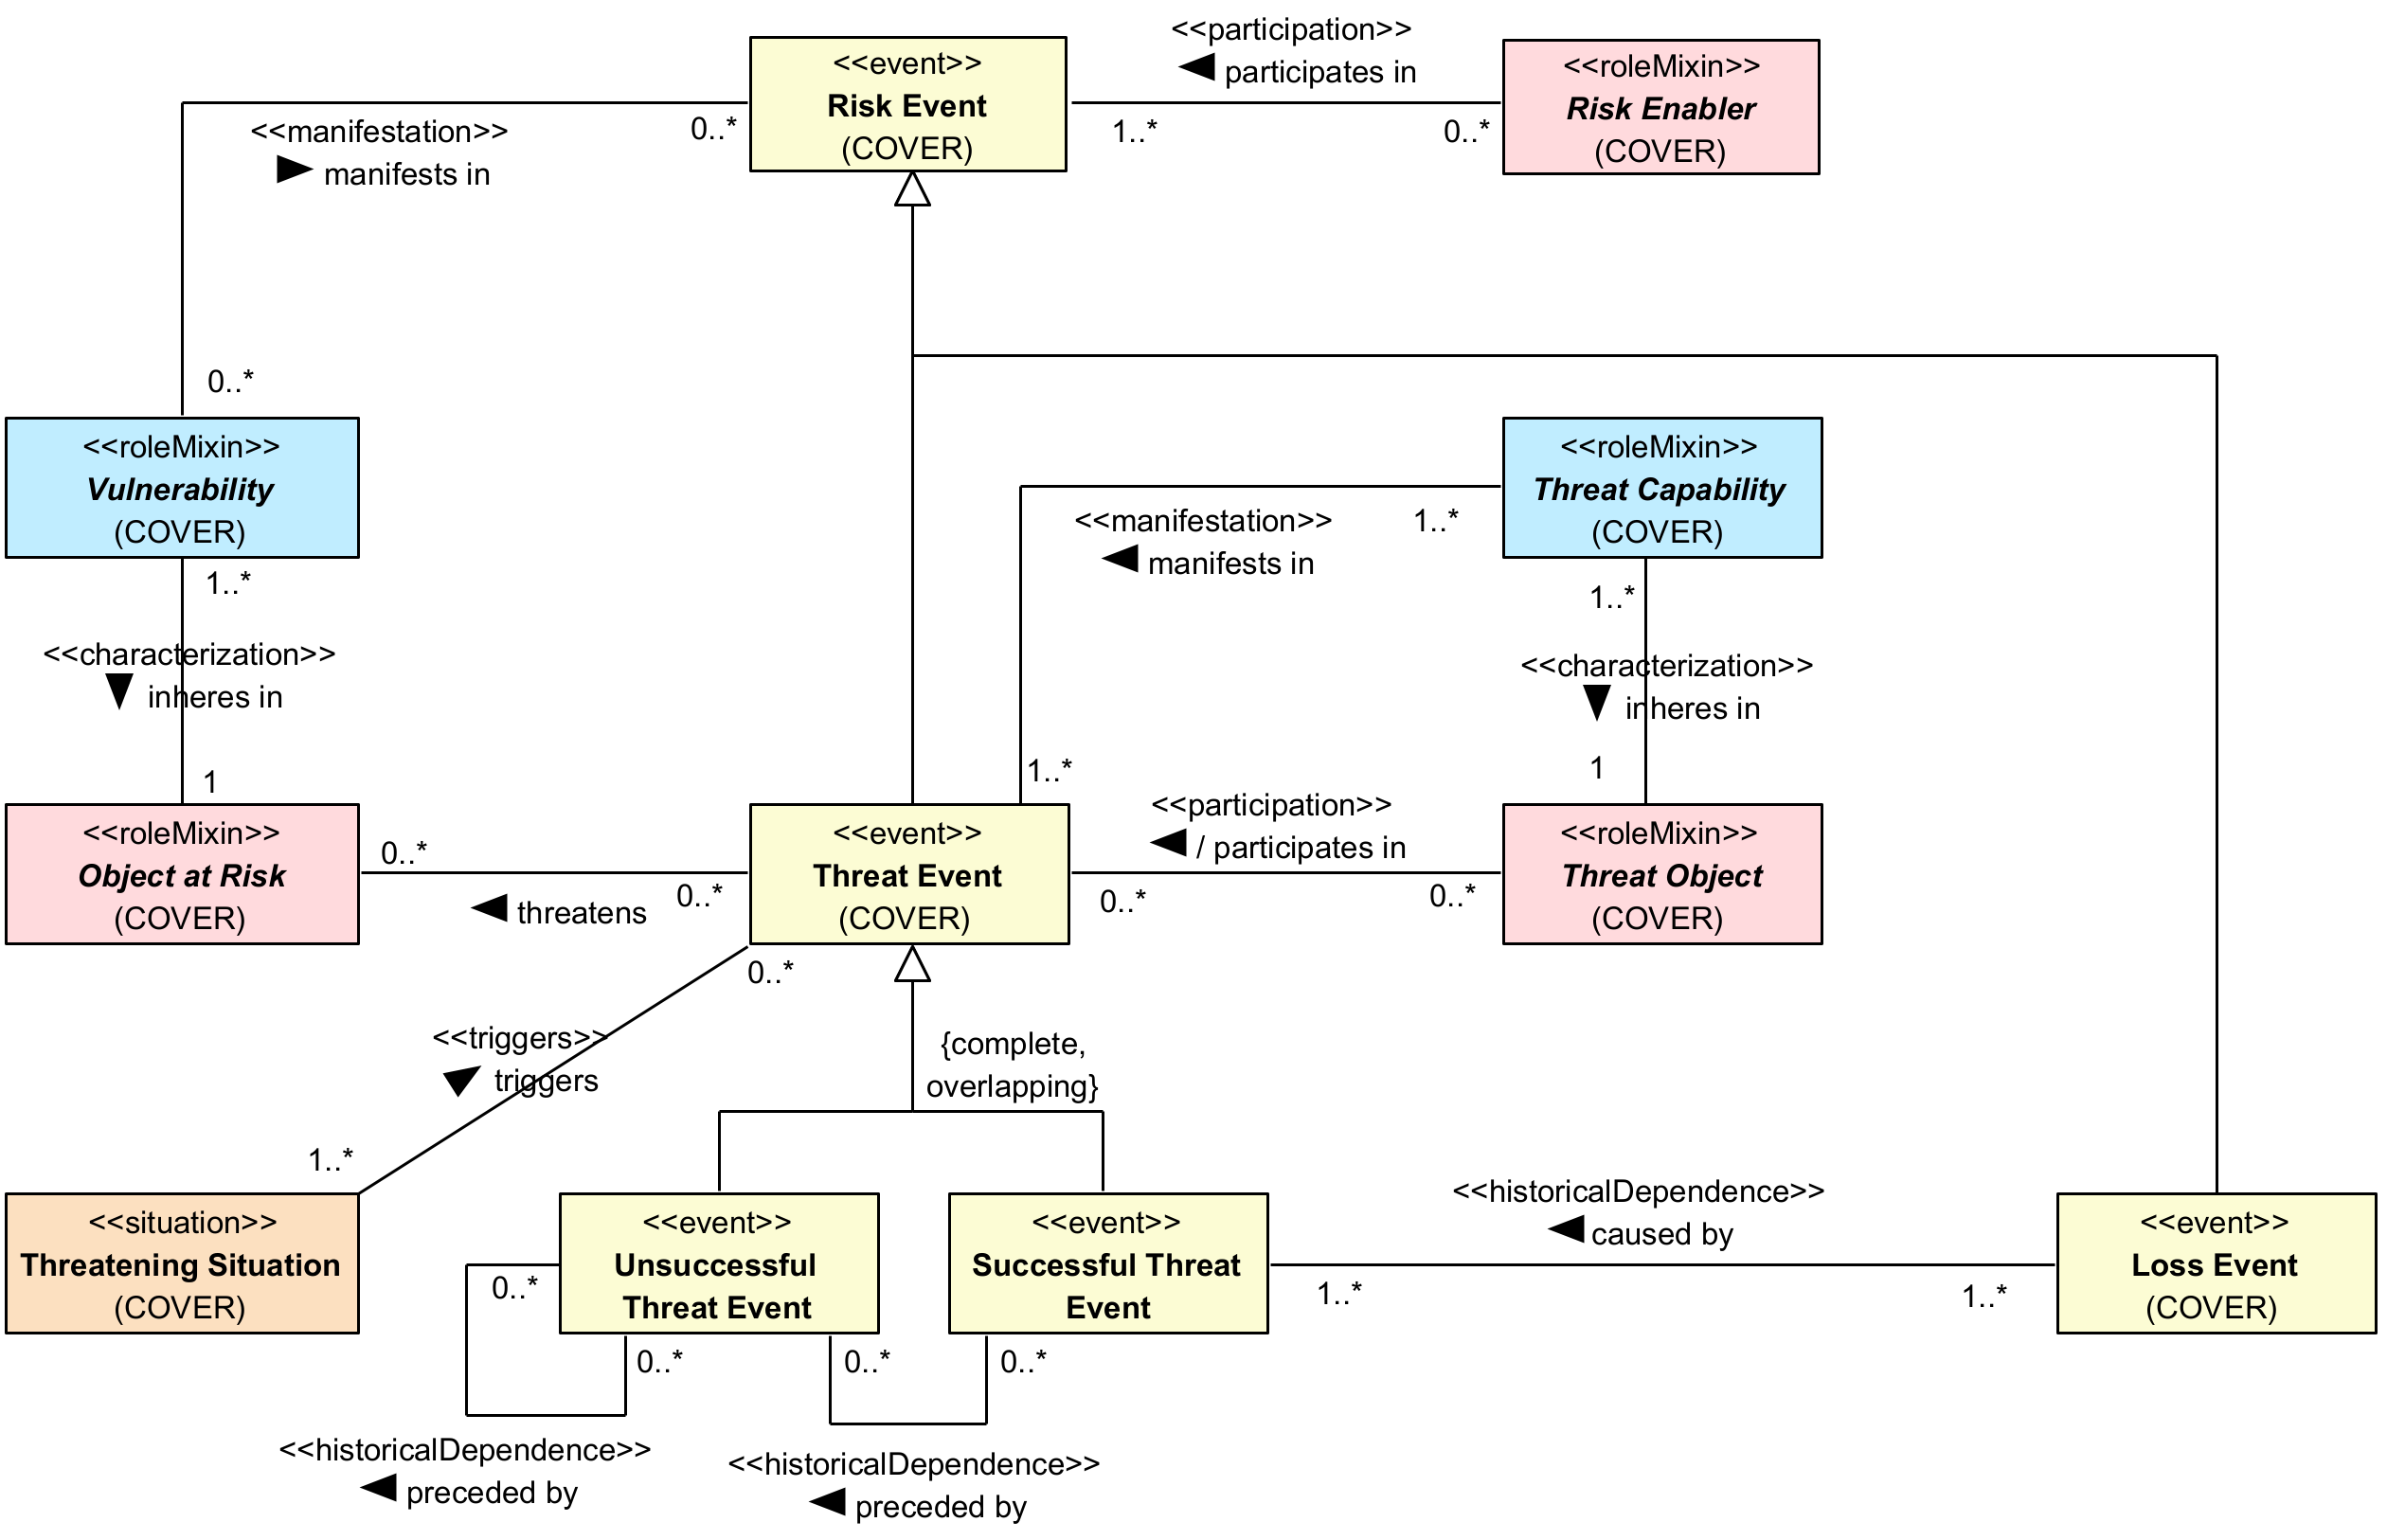 <<participation>>
participates in
<<event>>
Risk Event
(COVER)
<<roleMixin>>
Risk Enabler
(COVER)
<<manifestation>>
manifests in
0..*
1..*
0..*
0..*
<<roleMixin>>
Vulnerability
(COVER)
<<roleMixin>>
Threat Capability
(COVER)
<<manifestation>>
manifests in
1..*
1..*
<<characterization>>
inheres in
1..*
<<characterization>>
inheres in
1
1
1..*
<<roleMixin>>
Object at Risk
(COVER)
0..*
0..*
threatens
<<event>>
Threat Event
(COVER)
<<participation>>
/ participates in
0..*
0..*
<<roleMixin>>
Threat Object
(COVER)
0..*
<<triggers>>
triggers
1..*
{complete,
overlapping}
<<situation>>
Threatening Situation
(COVER)
<<event>>
Unsuccessful
Threat Event
<<event>>
Successful Threat
Event
<<historicalDependence>>
caused by
1..*
1..*
<<event>>
Loss Event
(COVER)
0..*
0..*
0..*
0..*
<<historicalDependence>>
preceded by
<<historicalDependence>>
preceded by